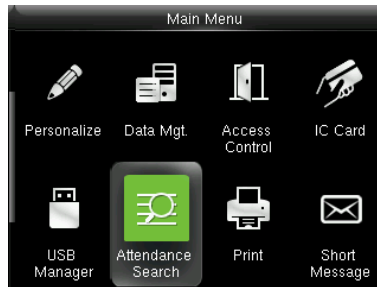 Main Menu
Personalize
Data Mgt.
Access
Control
IC Card
USB
Manager
Attendance
Search
Print
Short
Message